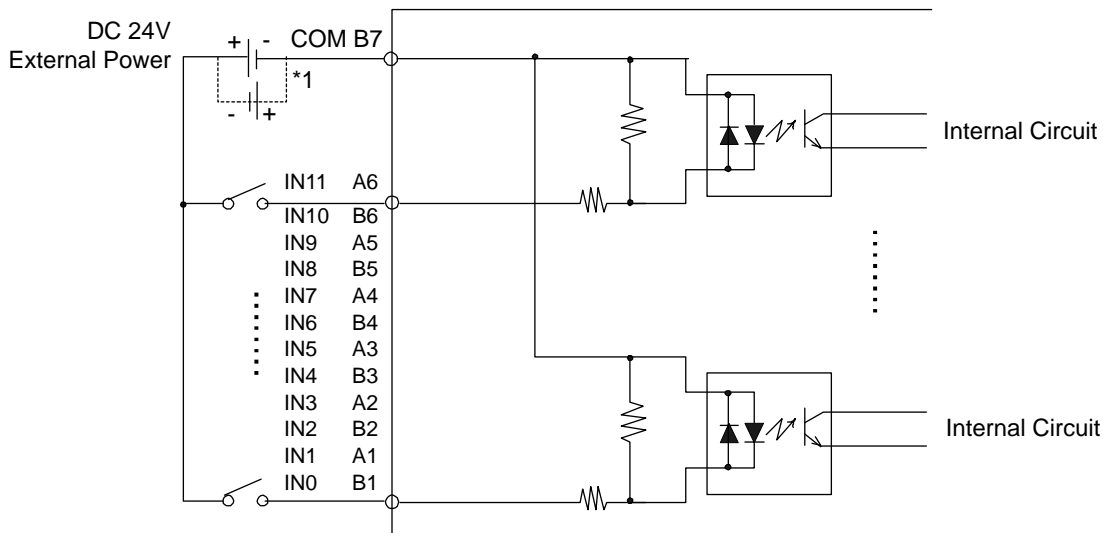 DC 24V
External Power
+ -
COM B7
*1
- +
IN11 A6
IN10 B6
IN9 A5
IN8 B5
IN7 A4
IN6 B4
IN5 A3
IN4 B3
IN3 A2
IN2 B2
IN1 A1
IN0 B1
Internal Circuit
Internal Circuit